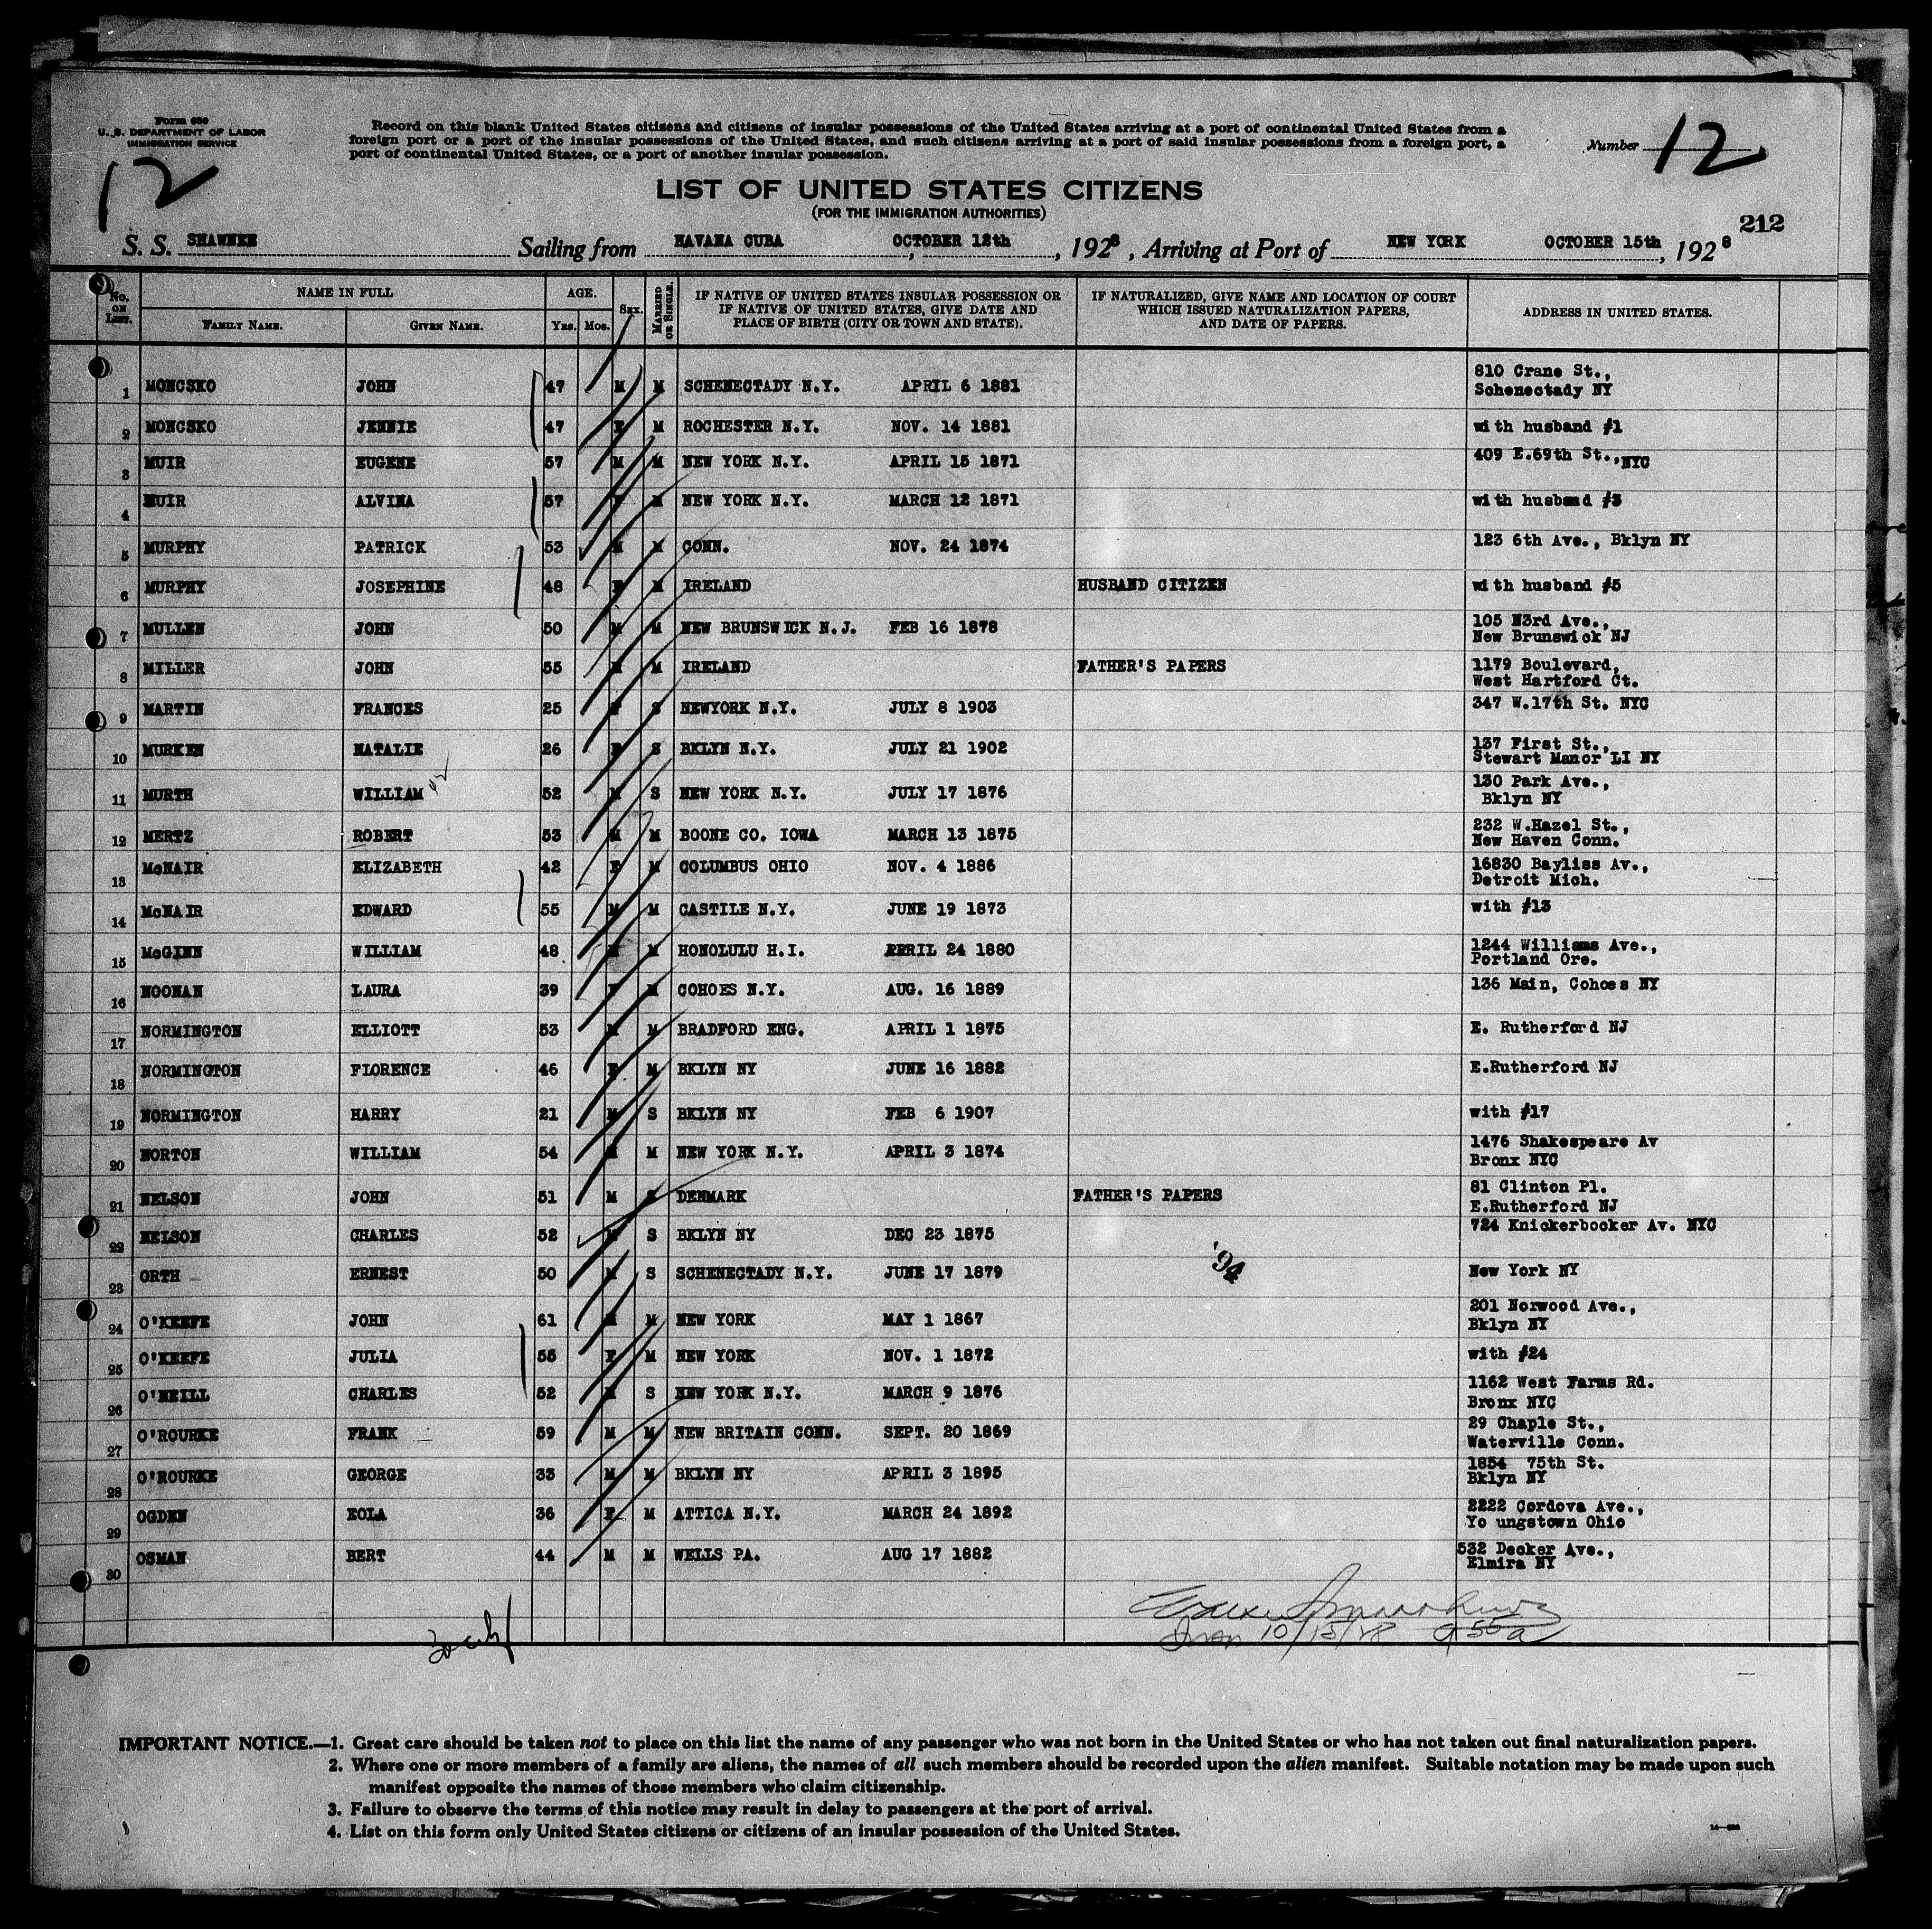 Form 630
U. S. DEPARTMENT OF LABOR
IMMIGRATION SERVICE
Record on this blank United States citizens and citizens of insular possessions of the United States arriving at a port of continental United States from a
foreign port or a port of the insular possessions of the United States, and such citizens arriving at a port of said insular possessions from a foreign port, a
port of continental United States, or a port of another insular possession.
Number 12
12
LIST OF UNITED STATES CITIZENS
(FOR THE IMMIGRATION AUTHORITIES)
212
S. S. SHAWNEE Sailing from HAVANA CUBA, OCTOBER 12th, 1928, Arriving at Port of NEW YORK OCTOBER 15th, 1928
No. ON LIST. NAME IN FULL AGE. SEX. MARRIED OR SINGLE. IF NATIVE OF UNITED STATES INSULAR POSSESSION OR IF NATIVE OF UNITED STATES, GIVE DATE AND PLACE OF BIRTH (CITY OR TOWN AND STATE). IF NATURALIZED, GIVE NAME AND LOCATION OF COURT WHICH ISSUED NATURALIZATION PAPERS, AND DATE OF PAPERS. ADDRESS IN UNITED STATES.
FAMILY NAME. GIVEN NAME. YRS. MOS.
1 MONCSKO JOHN 47 M M SCHENECTADY N.Y. APRIL 6 1881 810 Crane St., Schenectady NY
2 MONCSKO JENNIE 47 F M ROCHESTER N.Y. NOV. 14 1881 with husband #1
3 MUIR EUGENE 57 M M NEW YORK N.Y. APRIL 15 1871 409 E.69th St., NYC
4 MUIR ALVINA 57 F M NEW YORK N.Y. MARCH 12 1871 with husband #3
5 MURPHY PATRICK 53 M M CONN. NOV. 24 1874 123 6th Ave., Bklyn NY
6 MURPHY JOSEPHINE 48 F M IRELAND HUSBAND CITIZEN with husband #5
7 MULLEN JOHN 50 M M NEW BRUNSWICK N.J. FEB 16 1878 105 N3rd Ave., New Brunswick NJ
8 MILLER JOHN 55 M M IRELAND FATHER'S PAPERS 1179 Boulevard, West Hartford Ct.
9 MARTIN FRANCES 25 F S NEWYORK N.Y. JULY 8 1903 347 W.17th St. NYC
10 MURKEN NATALIE 26 F S BKLYN N.Y. JULY 21 1902 137 First St., Stewart Manor LI NY
11 MURTH WILLIAM 52 M S NEW YORK N.Y. JULY 17 1876 130 Park Ave., Bklyn NY
12 MERTZ ROBERT 53 M M BOONE CO. IOWA MARCH 13 1875 232 W.Hazel St., New Haven Conn.
13 McNAIR ELIZABETH 42 F M COLUMBUS OHIO NOV. 4 1886 16830 Bayliss Av., Detroit Mich.
14 McNAIR EDWARD 55 M M CASTILE N.Y. JUNE 19 1873 with #13
15 McGINN WILLIAM 48 M M HONOLULU H.I. APRIL 24 1880 1244 Williams Ave., Portland Ore.
16 NOONAN LAURA 39 F M COHOES N.Y. AUG. 16 1889 136 Main, Cohoes NY
17 NORMINGTON ELLIOTT 53 M M BRADFORD ENG. APRIL 1 1875 E. Rutherford NJ
18 NORMINGTON FLORENCE 46 F M BKLYN NY JUNE 16 1882 E.Rutherford NJ
19 NORMINGTON HARRY 21 M S BKLYN NY FEB 6 1907 with #17
20 NORTON WILLIAM 54 M M NEW YORK N.Y. APRIL 3 1874 1476 Shakespeare Av Bronx NYC
21 NELSON JOHN 51 M S DENMARK FATHER'S PAPERS 81 Clinton Pl. E.Rutherford NJ
22 NELSON CHARLES 52 M S BKLYN NY DEC 23 1875 724 Knickerbocker Av. NYC
23 ORTH ERNEST 50 M S SCHENECTADY N.Y. JUNE 17 1879 '94 New York NY
24 O'KEEFE JOHN 61 M M NEW YORK MAY 1 1867 201 Norwood Ave., Bklyn NY
25 O'KEEFE JULIA 55 F M NEW YORK NOV. 1 1872 with #24
26 O'NEILL CHARLES 52 M S NEW YORK N.Y. MARCH 9 1876 1162 West Farms Rd. Bronx NYC
27 O'ROURKE FRANK 59 M M NEW BRITAIN CONN. SEPT. 20 1869 29 Chaple St., Waterville Conn.
28 O'ROURKE GEORGE 33 M M BKLYN NY APRIL 3 1895 1854 75th St. Bklyn NY
29 OGDEN EOLA 36 F M ATTICA N.Y. MARCH 24 1892 2222 Cordova Ave., Yo ungstown Ohio
30 OSMAN BERT 44 M M WELLS PA. AUG 17 1882 532 Decker Ave., Elmira NY
10/15/28
IMPORTANT NOTICE.—1. Great care should be taken not to place on this list the name of any passenger who was not born in the United States or who has not taken out final naturalization papers.
2. Where one or more members of a family are aliens, the names of all such members should be recorded upon the alien manifest. Suitable notation may be made upon such
manifest opposite the names of those members who claim citizenship.
3. Failure to observe the terms of this notice may result in delay to passengers at the port of arrival.
4. List on this form only United States citizens or citizens of an insular possession of the United States.